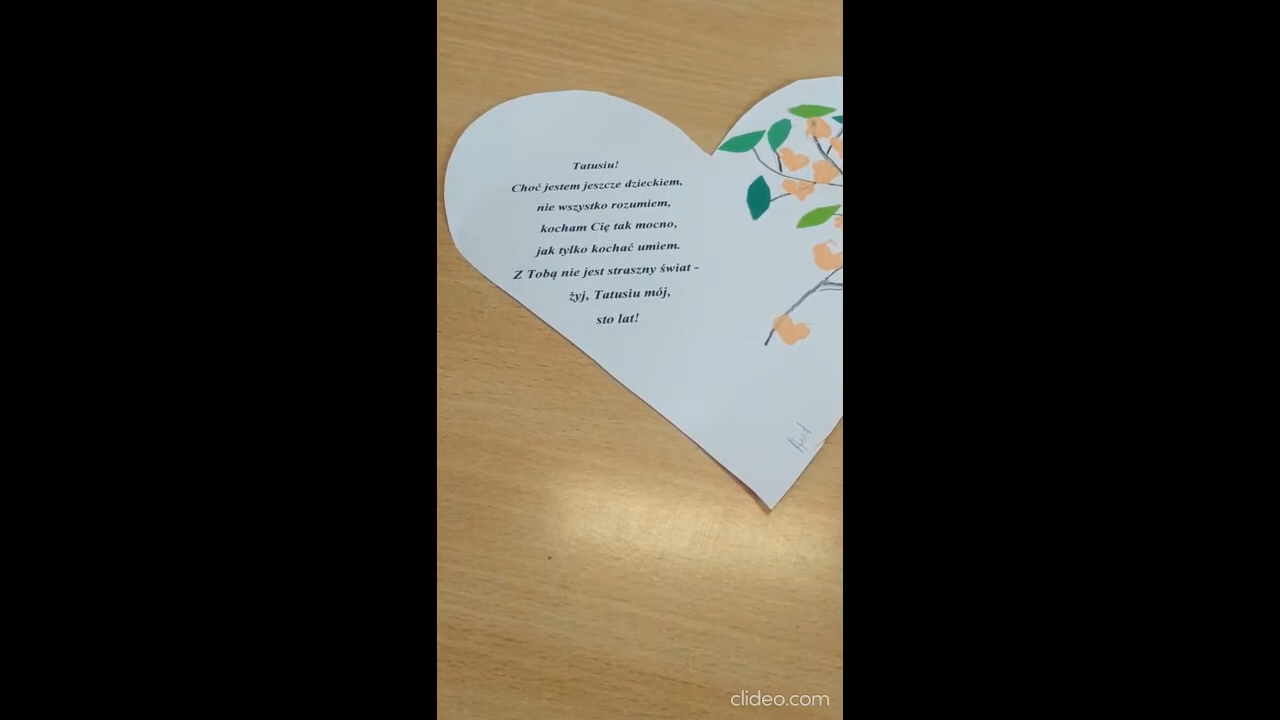 Tatusiu!
Choć jestem jeszcze dzieckiem,
nie wszystko rozumiem,
kocham Cię tak mocno,
jak tylko kochać umiem.
Z Tobą nie jest straszny świat -
żyj, Tatusiu mój,
sto lat!
clideo.com